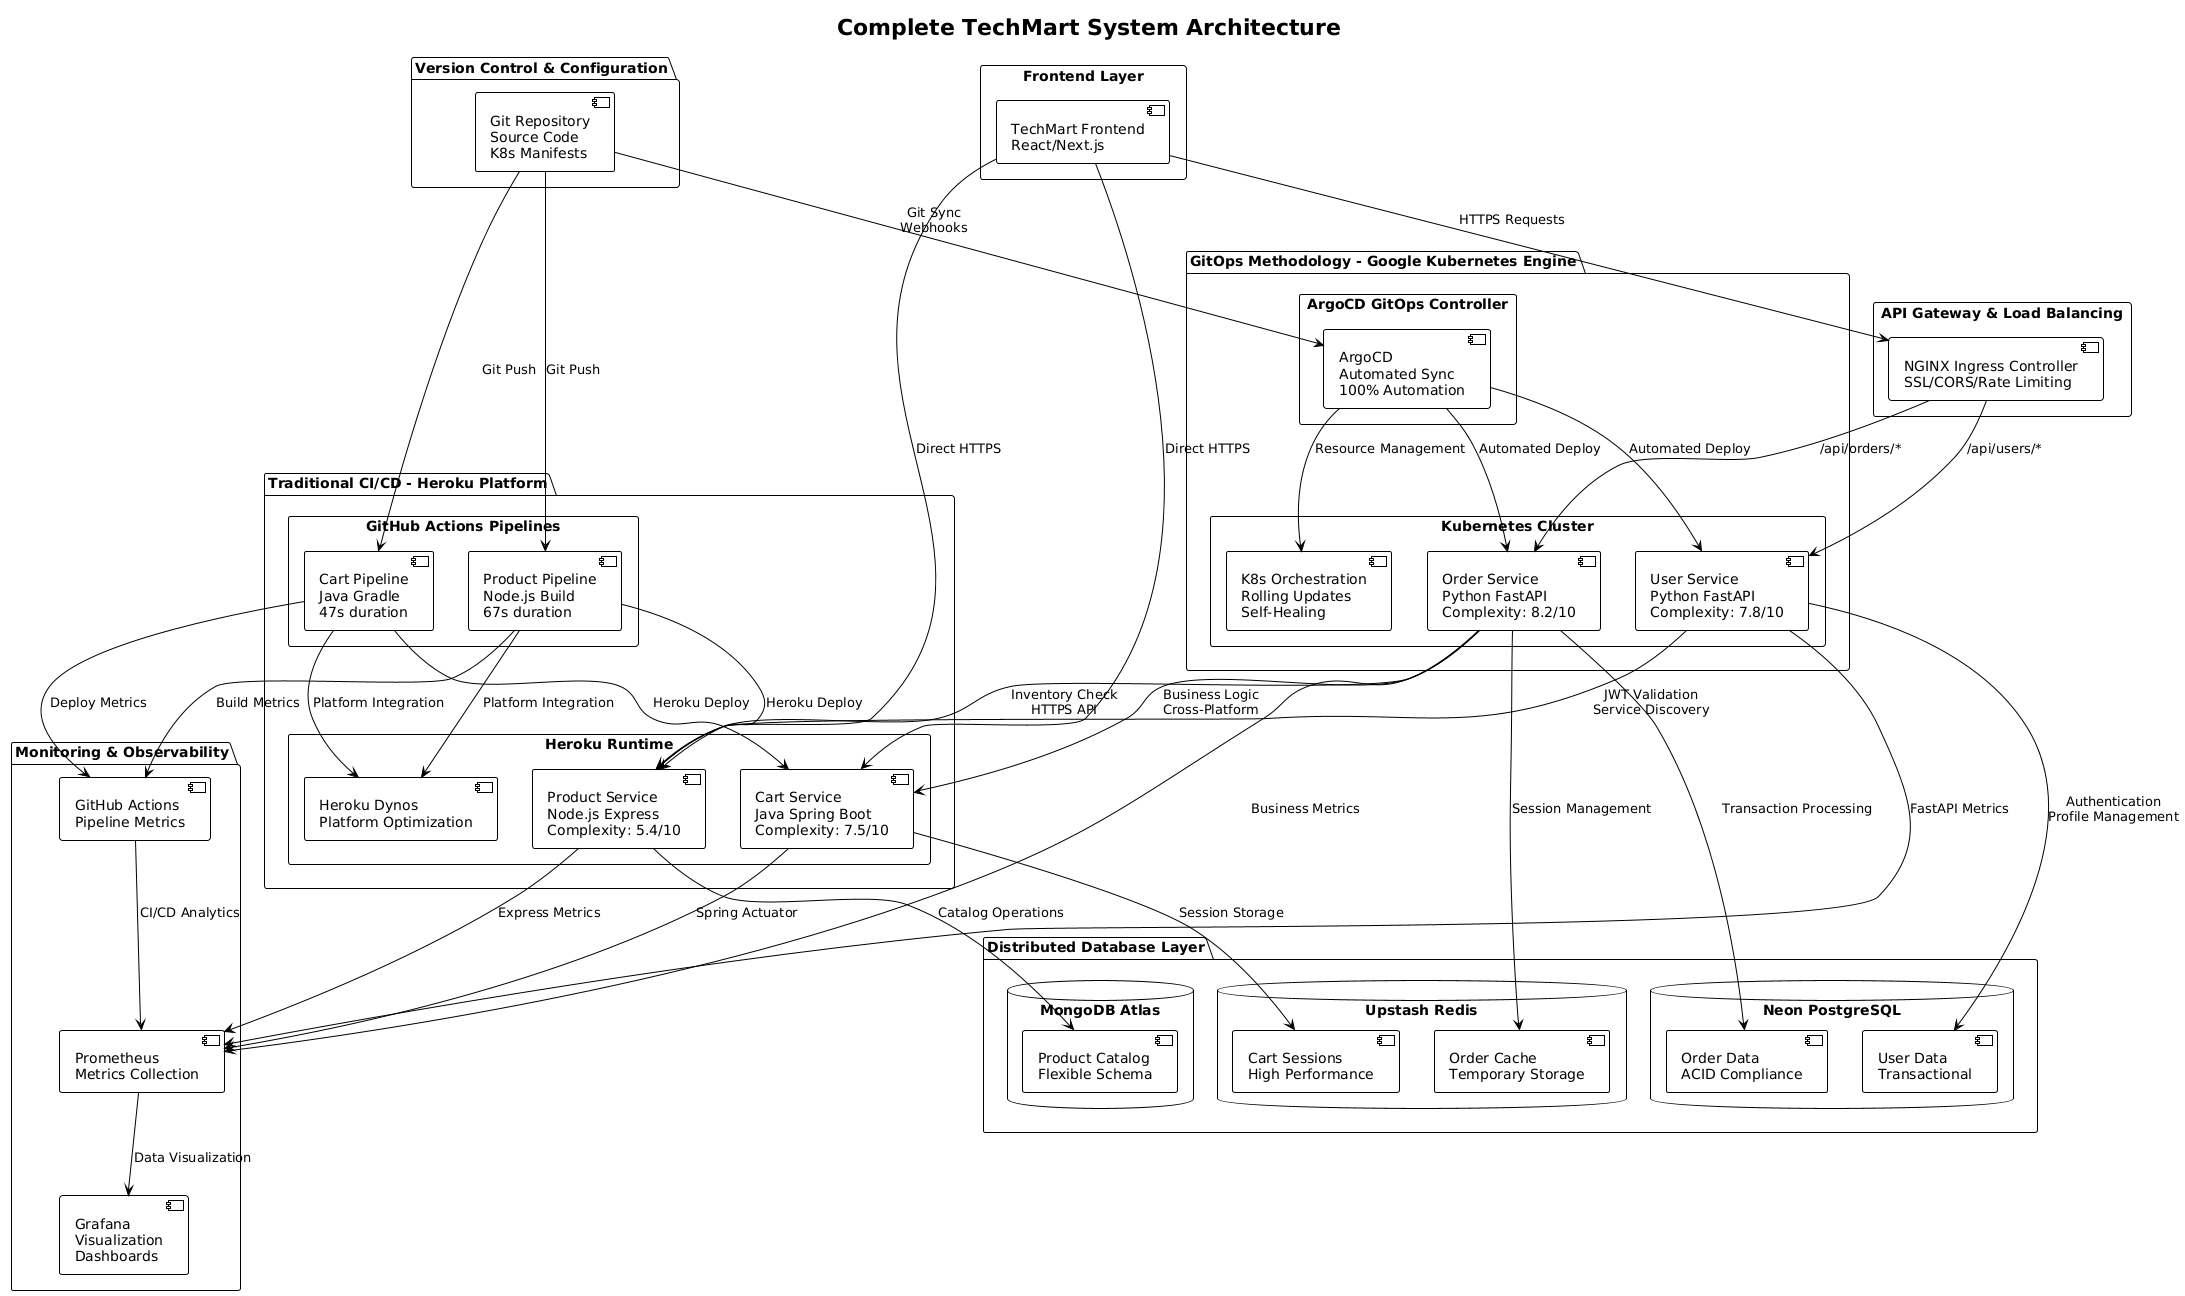 Complete TechMart System Architecture
Version Control & Configuration
Git Repository
Source Code
K8s Manifests
Frontend Layer
TechMart Frontend
React/Next.js
Git Sync
Webhooks
HTTPS Requests
GitOps Methodology - Google Kubernetes Engine
ArgoCD GitOps Controller
ArgoCD
Automated Sync
100% Automation
API Gateway & Load Balancing
NGINX Ingress Controller
SSL/CORS/Rate Limiting
Git Push
Git Push
Direct HTTPS
Direct HTTPS
Resource Management
Automated Deploy
Automated Deploy
/api/orders/*
/api/users/*
Traditional CI/CD - Heroku Platform
GitHub Actions Pipelines
Cart Pipeline
Java Gradle
47s duration
Product Pipeline
Node.js Build
67s duration
Kubernetes Cluster
K8s Orchestration
Rolling Updates
Self-Healing
Order Service
Python FastAPI
Complexity: 8.2/10
User Service
Python FastAPI
Complexity: 7.8/10
Deploy Metrics
Build Metrics
Platform Integration
Platform Integration
Heroku Deploy
Heroku Deploy
Inventory Check
HTTPS API
Business Logic
Cross-Platform
JWT Validation
Service Discovery
Monitoring & Observability
GitHub Actions
Pipeline Metrics
Heroku Runtime
Heroku Dynos
Platform Optimization
Product Service
Node.js Express
Complexity: 5.4/10
Cart Service
Java Spring Boot
Complexity: 7.5/10
Business Metrics
Session Management
Transaction Processing
FastAPI Metrics
Authentication
Profile Management
CI/CD Analytics
Express Metrics
Spring Actuator
Catalog Operations
Session Storage
Distributed Database Layer
MongoDB Atlas
Product Catalog
Flexible Schema
Upstash Redis
Cart Sessions
High Performance
Order Cache
Temporary Storage
Neon PostgreSQL
Order Data
ACID Compliance
User Data
Transactional
Prometheus
Metrics Collection
Data Visualization
Grafana
Visualization
Dashboards